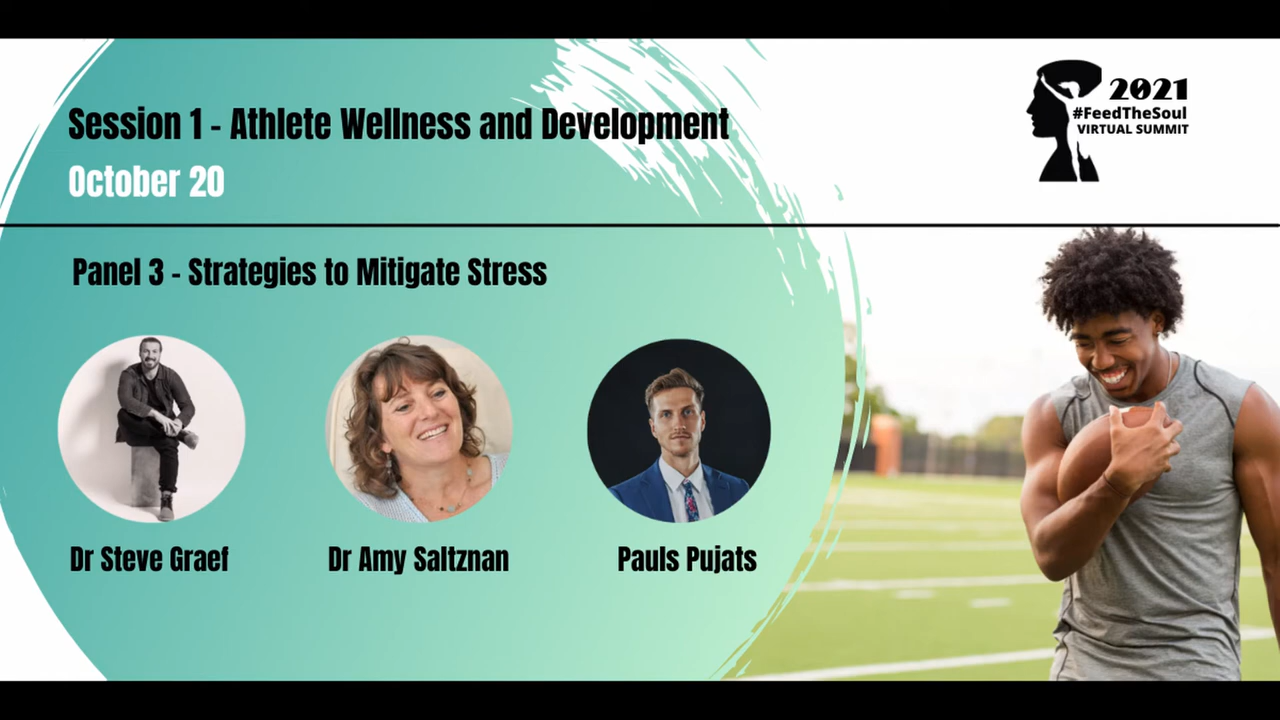 Session 1 - Athlete Wellness and Development
October 20
2021
#FeedTheSoul
VIRTUAL SUMMIT
Panel 3 - Strategies to Mitigate Stress
Dr Steve Graef
Dr Amy Saltznan
Pauls Pujats